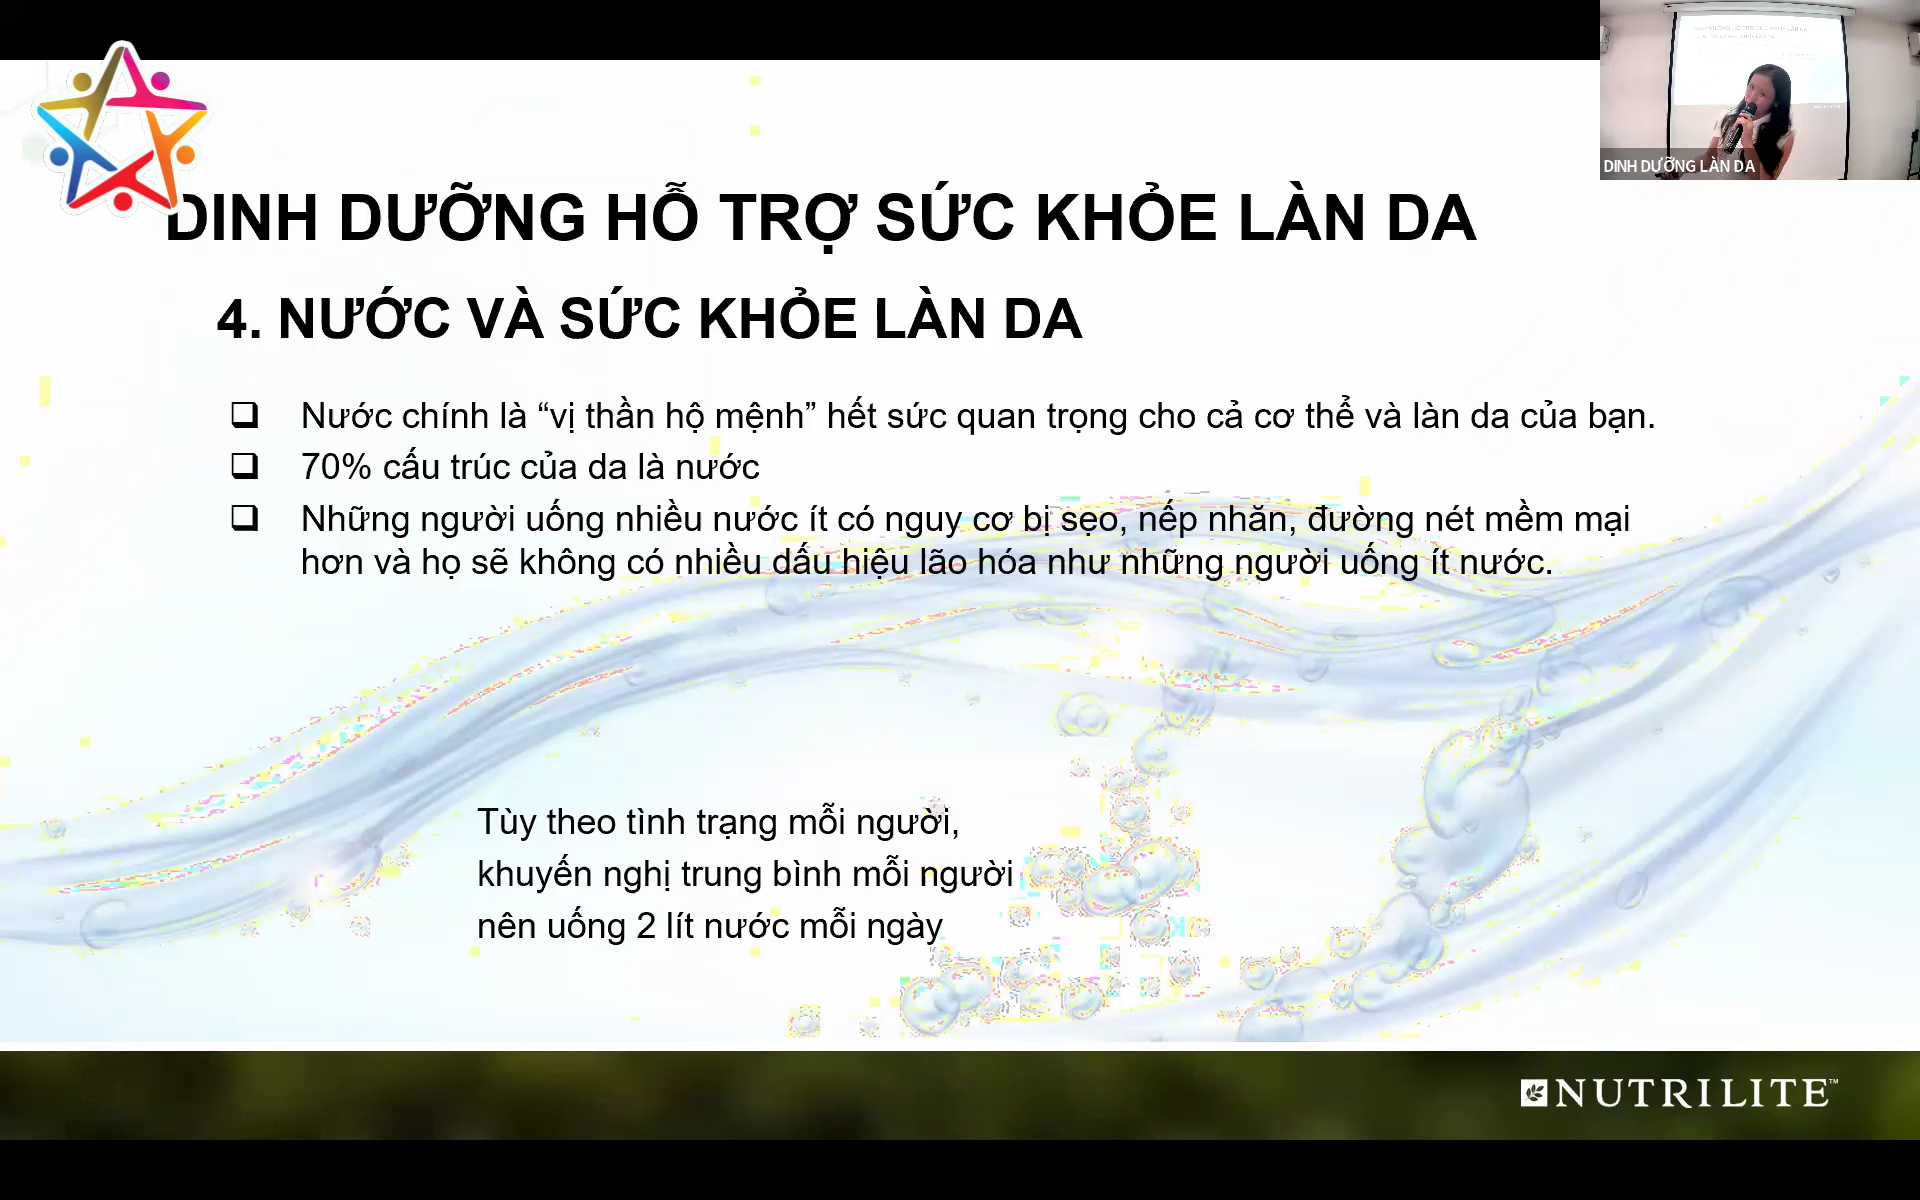 DINH DƯỠNG HỖ TRỢ SỨC KHỎE LÀN DA
4. NƯỚC VÀ SỨC KHỎE LÀN DA
❑ Nước chính là “vị thần hộ mệnh” hết sức quan trọng cho cả cơ thể và làn da của bạn.
❑ 70% cấu trúc của da là nước
❑ Những người uống nhiều nước ít có nguy cơ bị sẹo, nếp nhăn, đường nét mềm mại
hơn và họ sẽ không có nhiều dấu hiệu lão hóa như những người uống ít nước.
Tùy theo tình trạng mỗi người,
khuyến nghị trung bình mỗi người
nên uống 2 lít nước mỗi ngày
NUTRILITE™
DINH DƯỠNG LÀN DA